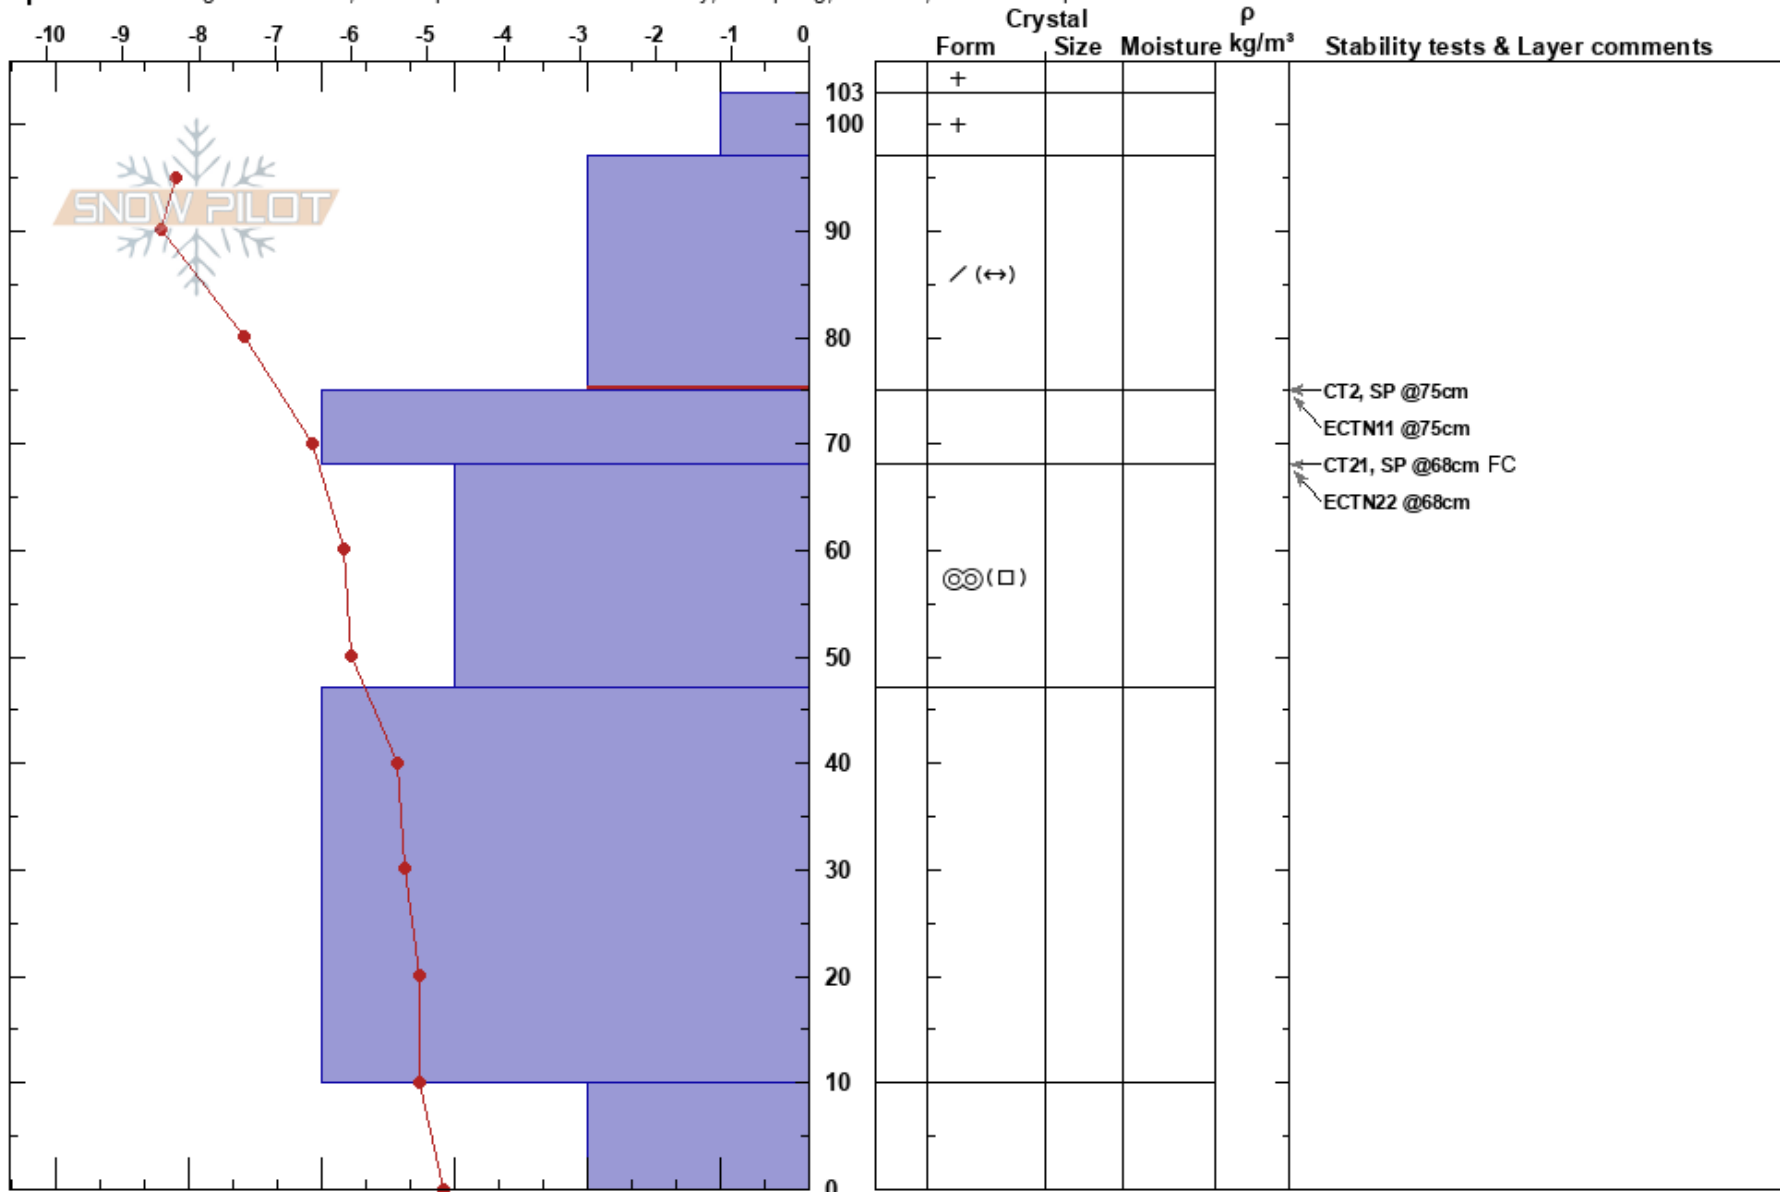 Crystal ρ
-10 -9 -8 -7 -6 -5 -4 -3 -2 -1 0 Form Size Moisture kg/m³ Stability tests & Layer comments
+
103
100 +
SNOW PILOT
90
/ (↔)
80
CT2, SP @75cm
ECTN11 @75cm
70
CT21, SP @68cm FC
ECTN22 @68cm
60
(□)
50
40
30
20
10
0